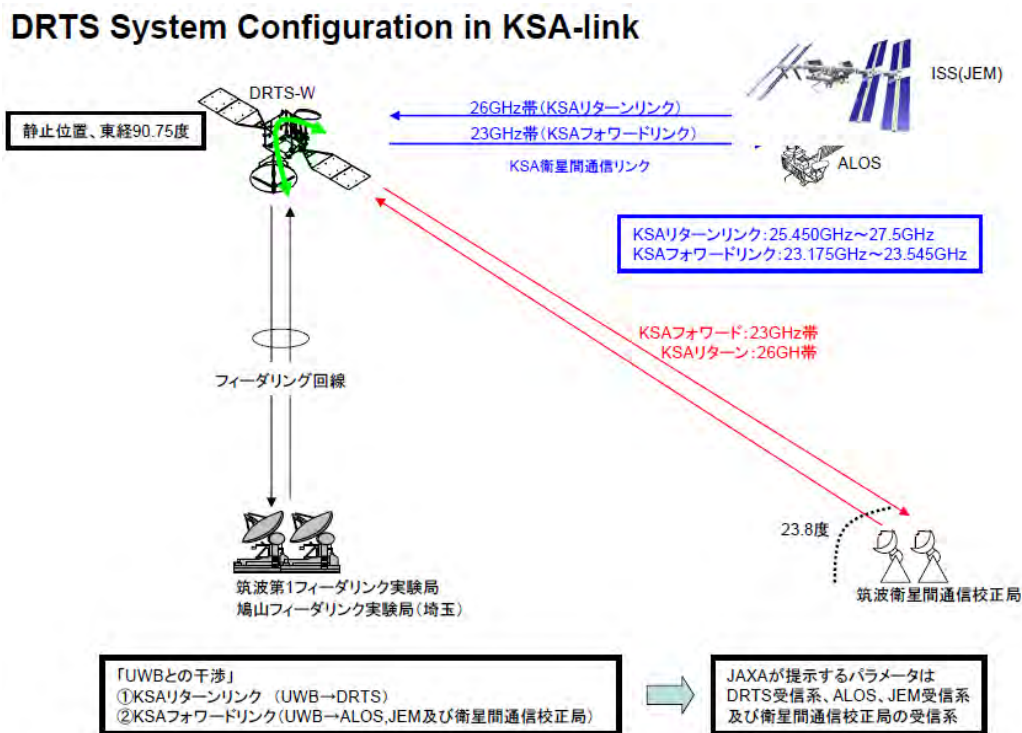 DRTS System Configuration in KSA-link
DRTS-W
ISS(JEM)
静止位置、東経90.75度
26GHz帯(KSAリターンリンク)
23GHz帯(KSAフォワードリンク)
KSA衛星間通信リンク
ALOS
KSAリターンリンク:25.450GHz～27.5GHz
KSAフォワードリンク:23.175GHz～23.545GHz
KSAフォワード:23GHz帯
KSAリターン:26GH帯
フィーダリング回線
23.8度
筑波第1フィーダリンク実験局
鳩山フィーダリンク実験局(埼玉)
筑波衛星間通信校正局
「UWBとの干渉」
①KSAリターンリンク (UWB→DRTS)
②KSAフォワードリンク(UWB→ALOS,JEM及び衛星間通信校正局)
JAXAが提示するパラメータは
DRTS受信系、ALOS、JEM受信系
及び衛星間通信校正局の受信系